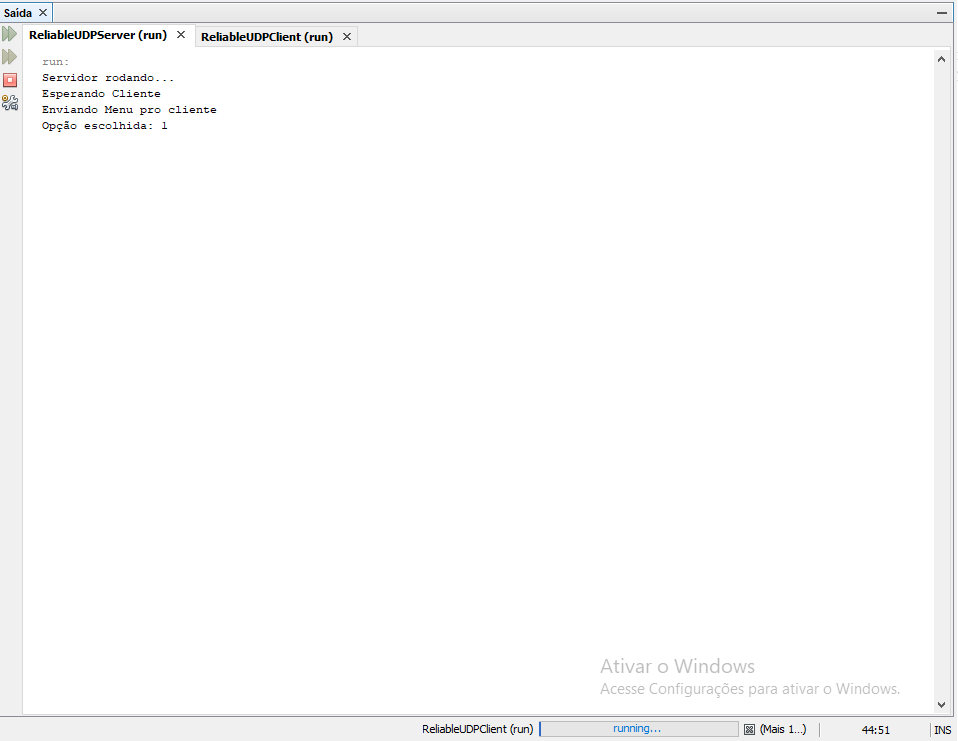 Saída
ReliableUDPServer (run)
ReliableUDPClient (run)
run:
Servidor rodando...
Esperando Cliente
Enviando Menu pro cliente
Opção escolhida: 1
Ativar o Windows
Acesse Configurações para ativar o Windows.
ReliableUDPClient (run)
running...
(Mais 1...)
44:51
INS